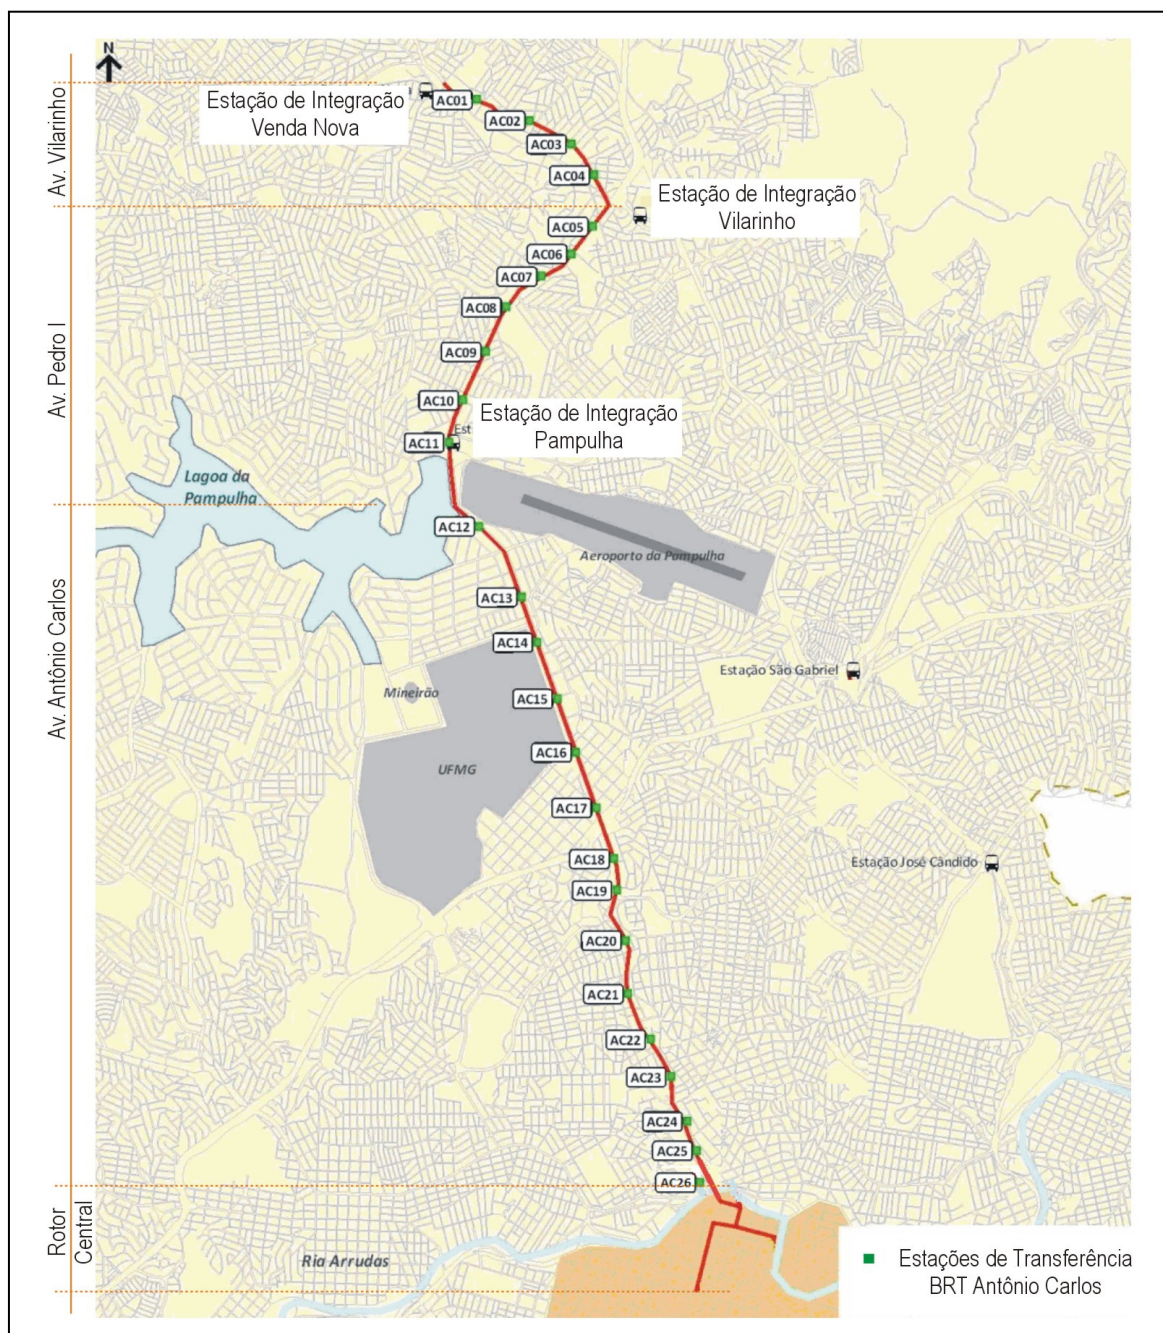 N
Estação de Integração
Venda Nova
AC01
AC02
AC03
AC04
Estação de Integração
Vilarinho
AC05
AC06
AC07
AC08
AC09
AC10
Estação de Integração
Pampulha
Est
AC11
Lagoa da
Pampulha
AC12
Aeroporto da Pampulha
AC13
AC14
Estação São Gabriel
Mineirão
AC15
AC16
UFMG
AC17
AC18
Estação José Cândido
AC19
AC20
AC21
AC22
AC23
AC24
AC25
AC26
Ria Arrudas
Estações de Transferência
BRT Antônio Carlos
Av. Vilarinho
Av. Pedro I
Av. Antônio Carlos
Rotor
Central